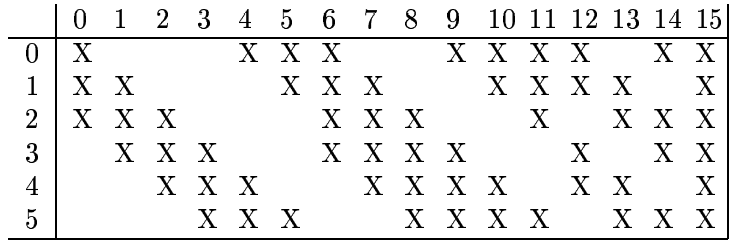 0 1 2 3 4 5 6 7 8 9 10 11 12 13 14 15
0 X X X X X X X X X X
1 X X X X X X X X X X
2 X X X X X X X X X X
3 X X X X X X X X X X
4 X X X X X X X X X X
5 X X X X X X X X X X